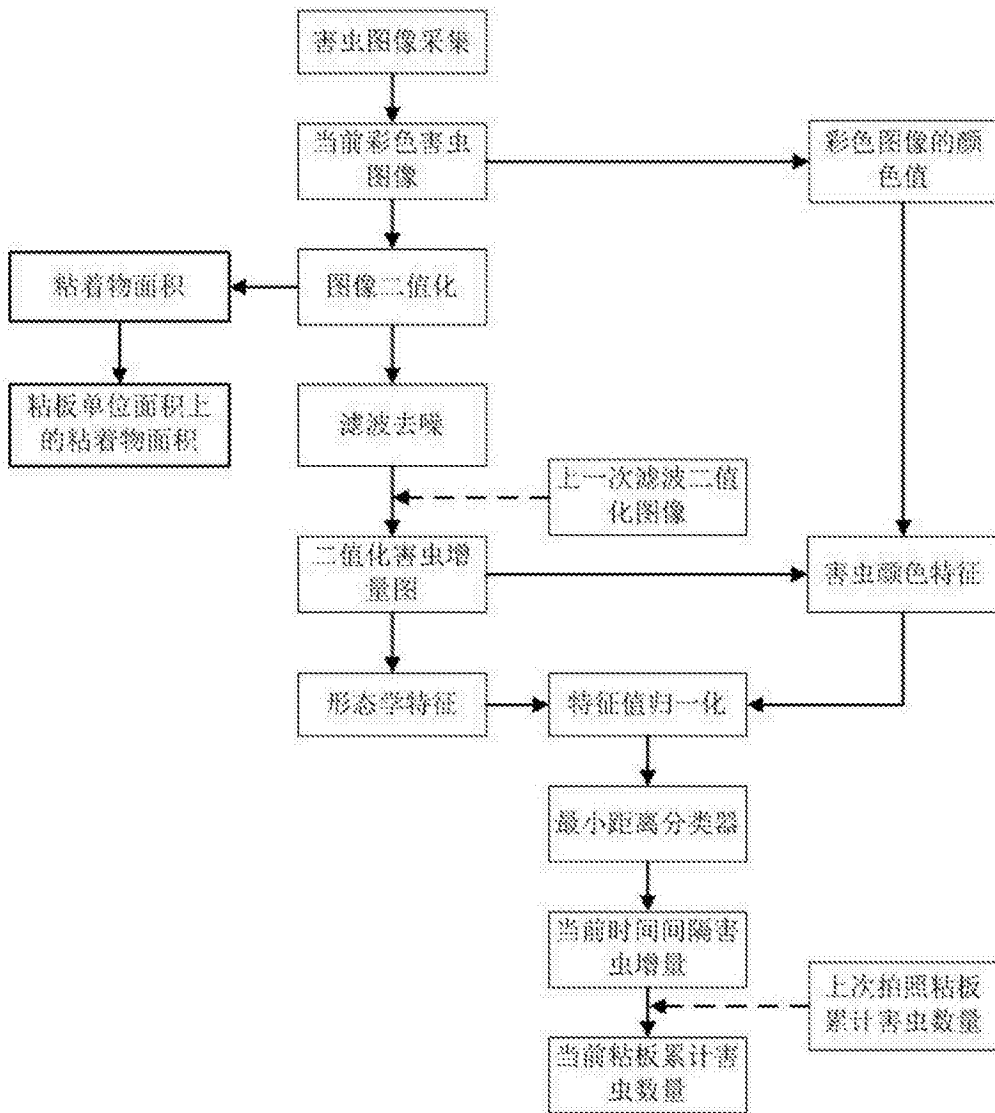 害虫图像采集
当前彩色害虫
图像
彩色图像的颜
色值
粘着物面积
图像二值化
粘板单位面积上
的粘着物面积
滤波去噪
上一次滤波二值
化图像
二值化害虫增
量图
害虫颜色特征
形态学特征
特征值归一化
最小距离分类器
当前时间间隔害
虫增量
上次拍照粘板
累计害虫数量
当前粘板累计害
虫数量